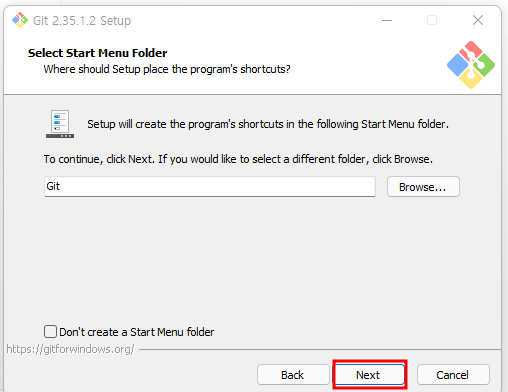 Git 2.35.1.2 Setup
Select Start Menu Folder
Where should Setup place the program's shortcuts?
Setup will create the program's shortcuts in the following Start Menu folder.
To continue, click Next. If you would like to select a different folder, click Browse.
Git
Browse...
Don't create a Start Menu folder
https://gitforwindows.org/
Back
Next
Cancel